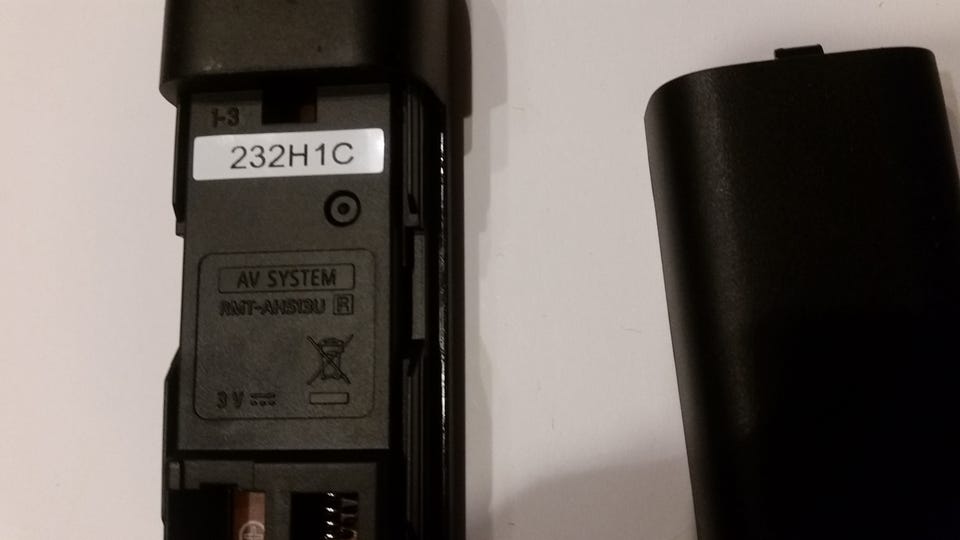 1-3
232H1C
AV SYSTEM
RMT-AH513U R
3 V